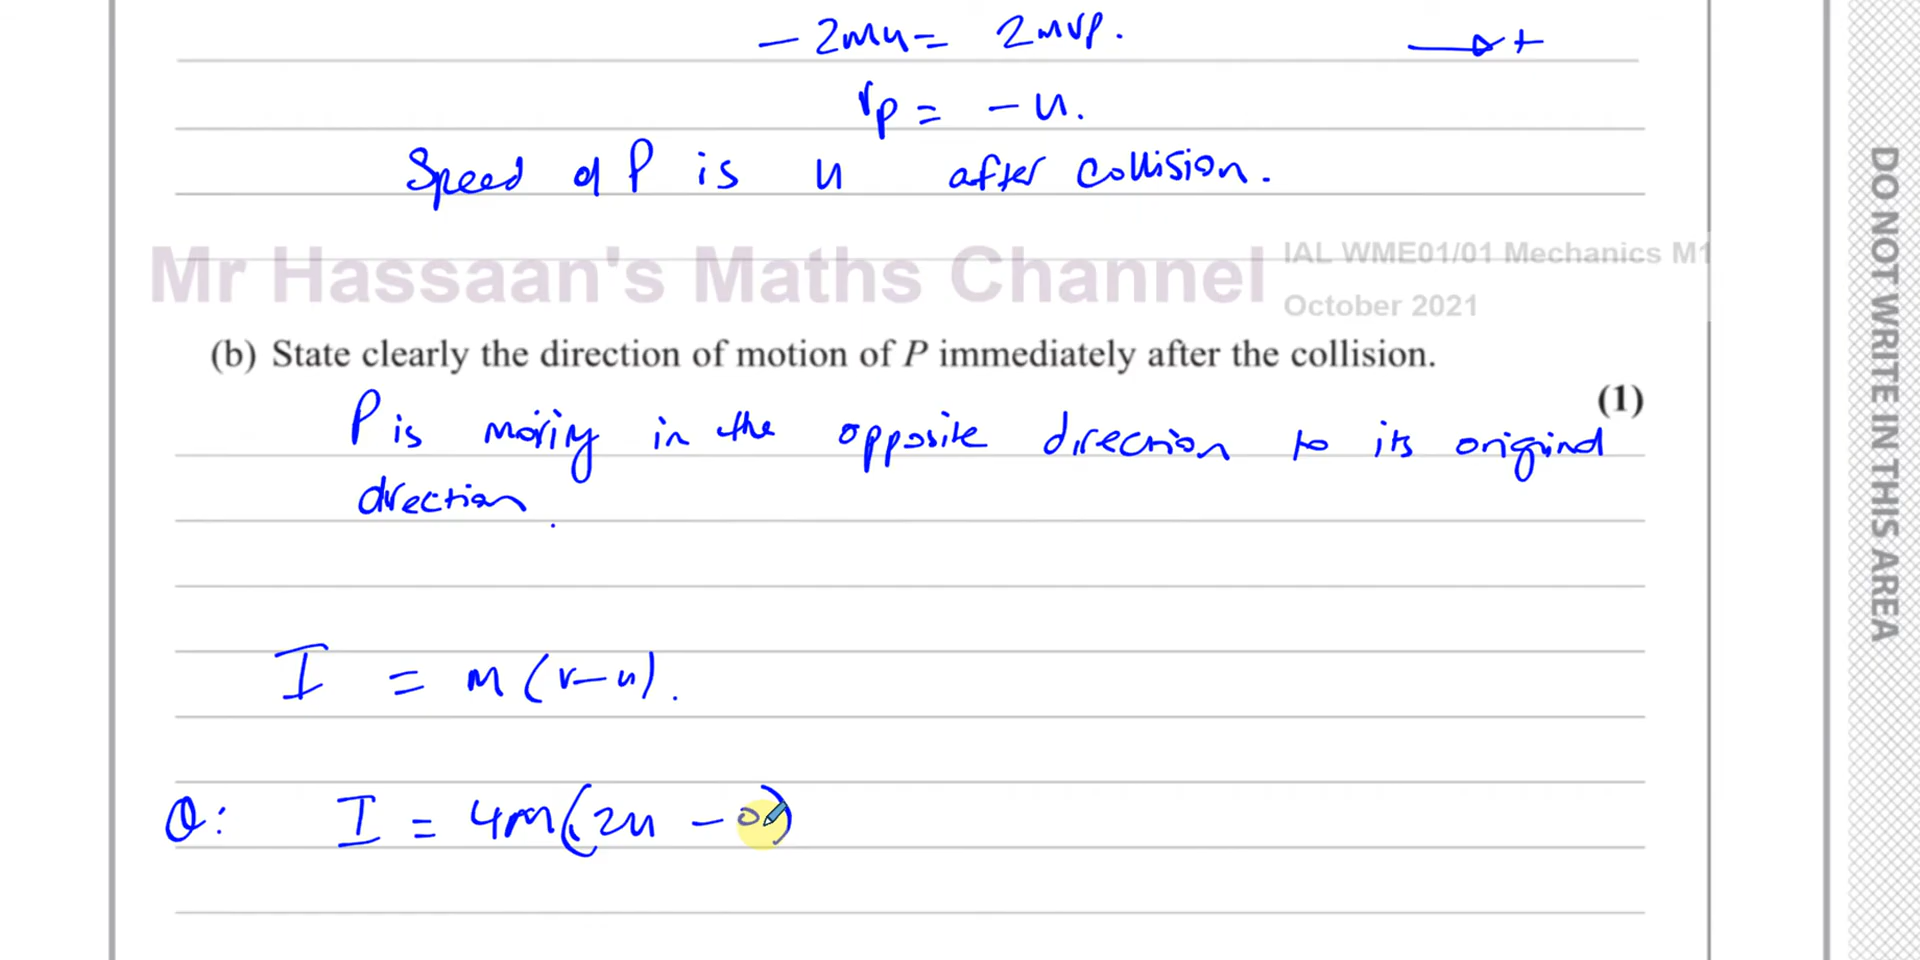 - 2mu = 2mvp.
→ +
vp = - u.
Speed of P is u after collision.
Mr Hassaan's Maths Channel
IAL WME01/01 Mechanics M1
October 2021
(b) State clearly the direction of motion of P immediately after the collision.
(1)
P is moving in the opposite direction to its original
direction.
I = m(v-u).
Q: I = 4m(2u - 0)
DO NOT WRITE IN THIS AREA